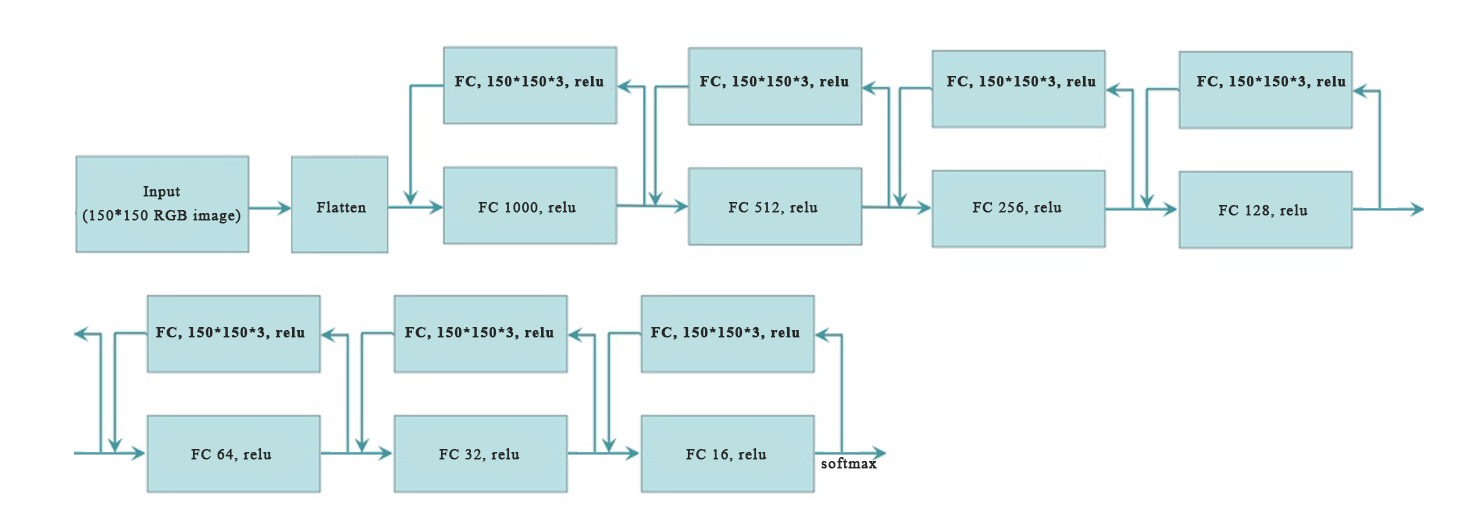 FC, 150*150*3, relu
FC, 150*150*3, relu
FC, 150*150*3, relu
FC, 150*150*3, relu
Input
(150*150 RGB image)
Flatten
FC 1000, relu
FC 512, relu
FC 256, relu
FC 128, relu
FC, 150*150*3, relu
FC, 150*150*3, relu
FC, 150*150*3, relu
FC 64, relu
FC 32, relu
FC 16, relu
softmax